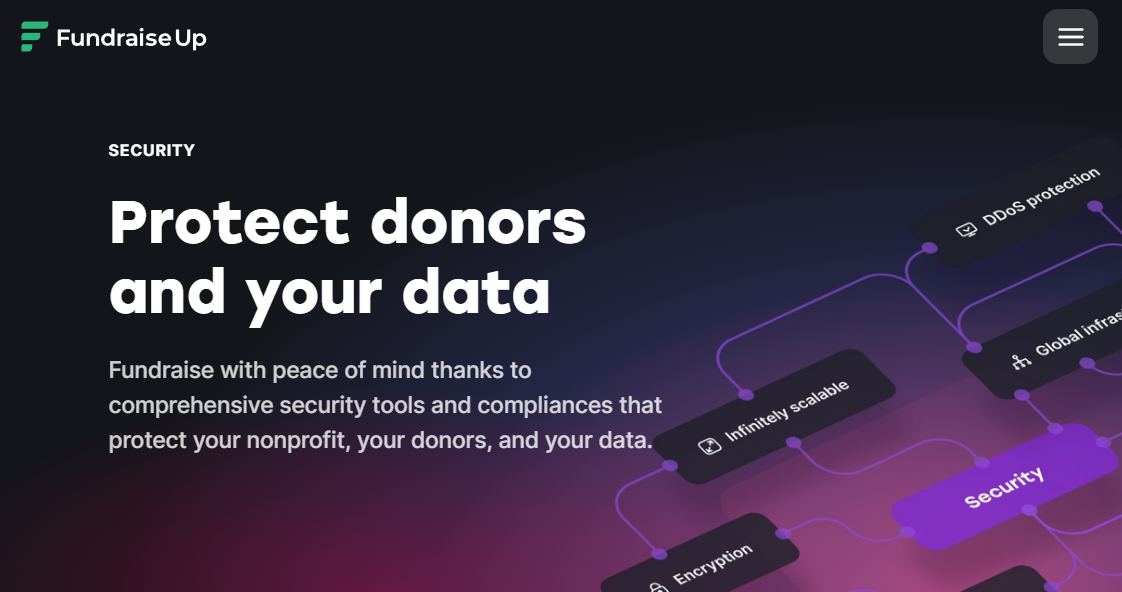 Fundraise Up
SECURITY
Protect donors
and your data
Fundraise with peace of mind thanks to
comprehensive security tools and compliances that
protect your nonprofit, your donors, and your data.
DDoS protection
Global
Infinitely scalable
Security
Encryption